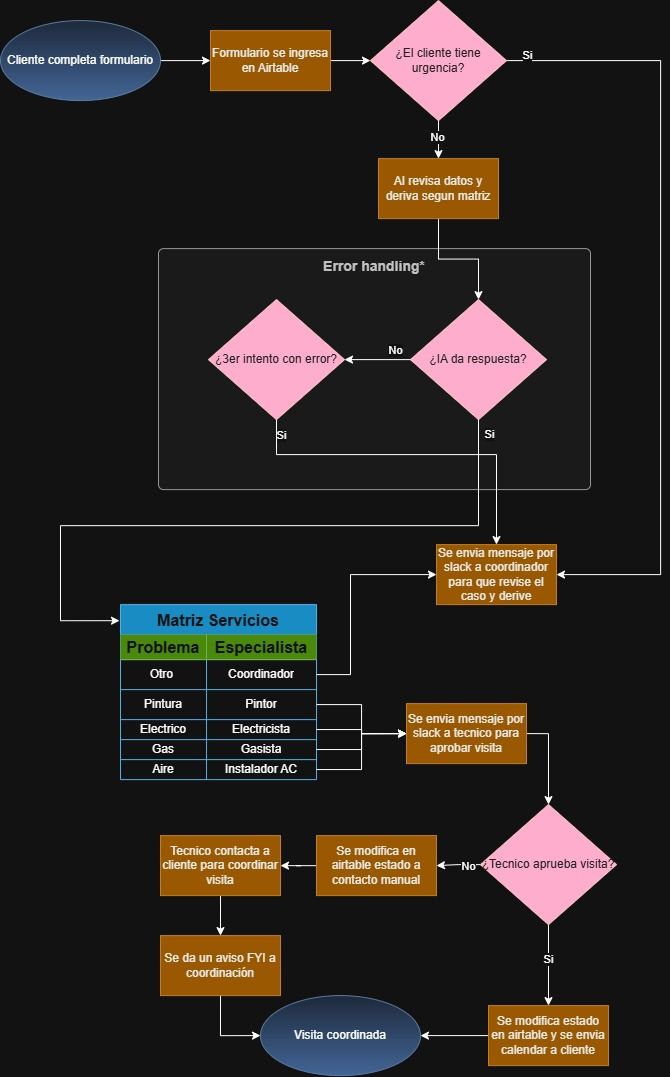 Cliente completa formulario
Formulario se ingresa
en Airtable
¿El cliente tiene
urgencia?
Si
No
AI revisa datos y
deriva segun matriz
Error handling*
¿3er intento con error?
No
¿IA da respuesta?
Si
Si
Se envia mensaje por
slack a coordinador
para que revise el
caso y derive
Matriz Servicios
Problema Especialista
Otro Coordinador
Pintura Pintor
Electrico Electricista
Gas Gasista
Aire Instalador AC
Se envia mensaje por
slack a tecnico para
aprobar visita
Tecnico contacta a
cliente para coordinar
visita
Se modifica en
airtable estado a
contacto manual
No
¿Tecnico aprueba visita?
Se da un aviso FYI a
coordinación
Si
Visita coordinada
Se modifica estado
en airtable y se envia
calendar a cliente